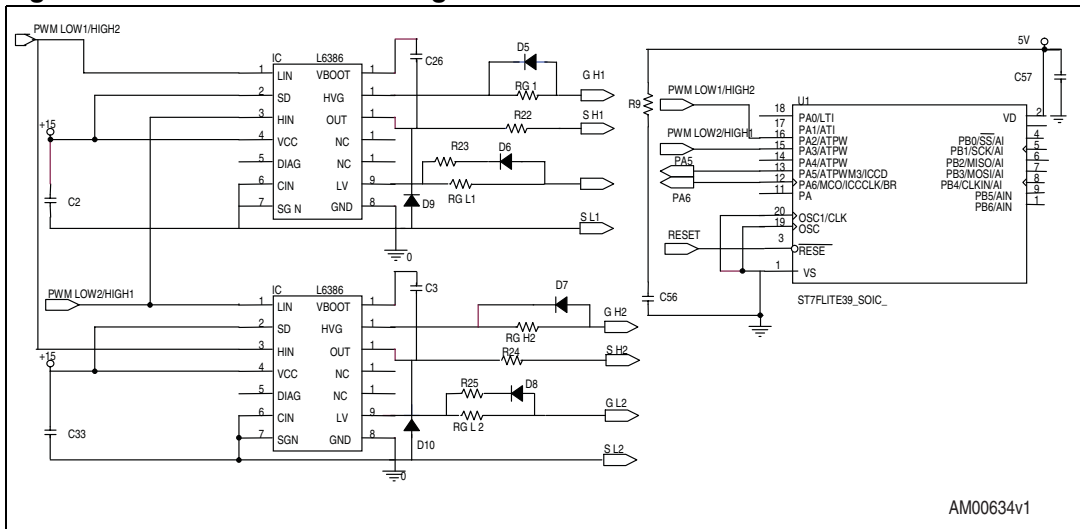 PWM LOW1/HIGH2
IC L6386
1 LIN VBOOT 1
2 SD HVG 1
3 HIN OUT 1
4 VCC NC 1
5 DIAG NC 1
6 CIN LV 9
7 SG N GND 8
+15
C2
C26
D5
RG 1
G H1
R22
S H1
R23
D6
RG L1
D9
S L1
0
PWM LOW2/HIGH1
IC L6386
1 LIN VBOOT 1
2 SD HVG 1
3 HIN OUT 1
4 VCC NC 1
5 DIAG NC 1
6 CIN LV 9
7 SGN GND 8
+15
C33
C3
D7
RG H2
G H2
R24
S H2
R25
D8
RG L 2
G L2
D10
S L2
0
5V
C57
R9
PWM LOW1/HIGH2
PWM LOW2/HIGH1
PA5
PA6
RESET
C56
U1
18 PA0/LTI
17 PA1/ATI
16 PA2/ATPW
15 PA3/ATPW
14 PA4/ATPW
13 PA5/ATPWM3/ICCD
12 PA6/MCO/ICCCLK/BR
11 PA
20 OSC1/CLK
19 OSC
3 RESE
1 VS
VD 2
PB0/SS/AI 4
PB1/SCK/AI 5
PB2/MISO/AI 6
PB3/MOSI/AI 7
PB4/CLKIN/AI 8
PB5/AIN 9
PB6/AIN 1
ST7FLITE39_SOIC_
AM00634v1